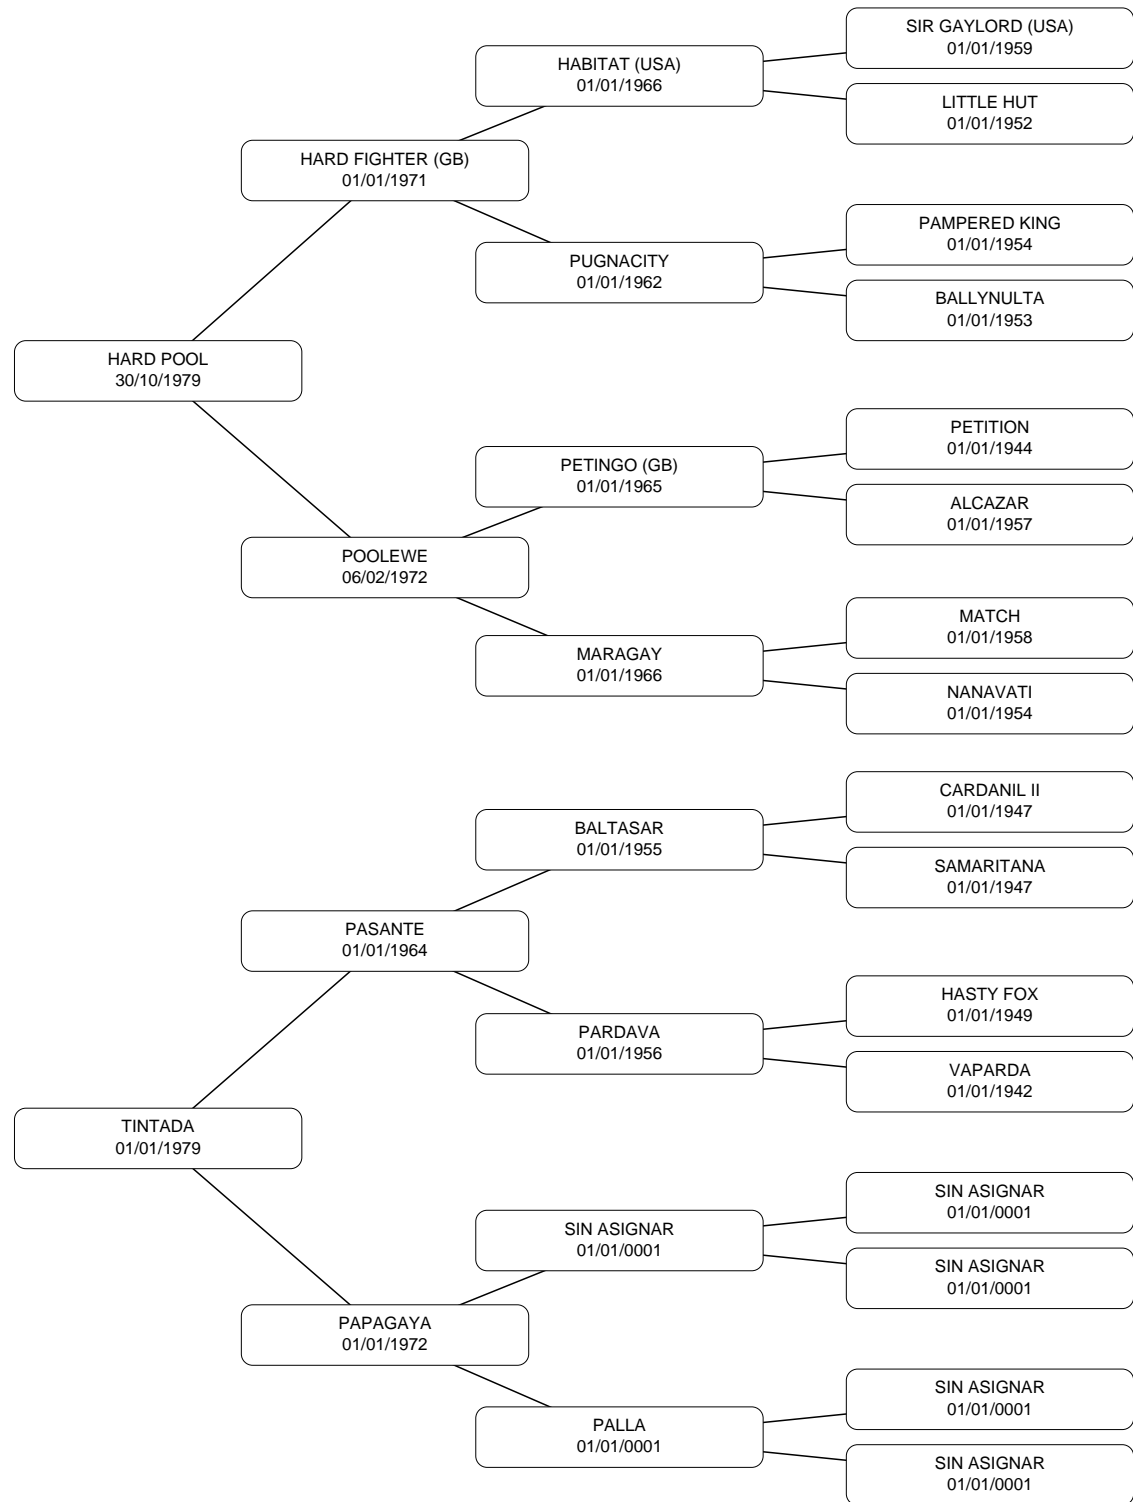 SIR GAYLORD (USA)
01/01/1959
HABITAT (USA)
01/01/1966
LITTLE HUT
01/01/1952
HARD FIGHTER (GB)
01/01/1971
PAMPERED KING
01/01/1954
PUGNACITY
01/01/1962
BALLYNULTA
01/01/1953
HARD POOL
30/10/1979
PETITION
01/01/1944
PETINGO (GB)
01/01/1965
ALCAZAR
01/01/1957
POOLEWE
06/02/1972
MATCH
01/01/1958
MARAGAY
01/01/1966
NANAVATI
01/01/1954
CARDANIL II
01/01/1947
BALTASAR
01/01/1955
SAMARITANA
01/01/1947
PASANTE
01/01/1964
HASTY FOX
01/01/1949
PARDAVA
01/01/1956
VAPARDA
01/01/1942
TINTADA
01/01/1979
SIN ASIGNAR
01/01/0001
SIN ASIGNAR
01/01/0001
SIN ASIGNAR
01/01/0001
PAPAGAYA
01/01/1972
SIN ASIGNAR
01/01/0001
PALLA
01/01/0001
SIN ASIGNAR
01/01/0001